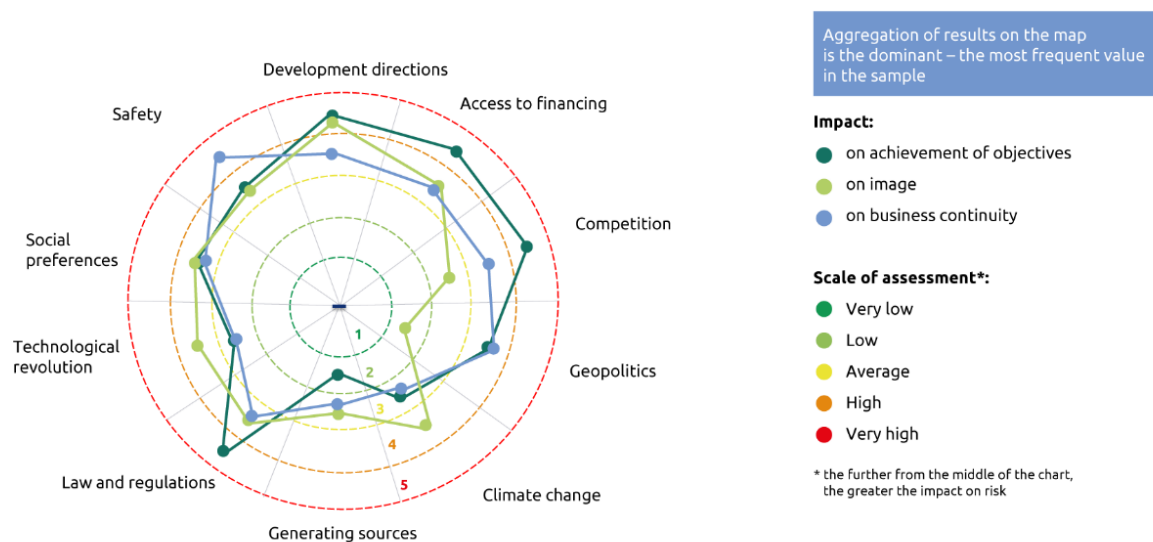 Development directions
Access to financing
Safety
Competition
Social
preferences
Technological
revolution
Geopolitics
Law and regulations
Climate change
Generating sources
1
2
3
4
5
Aggregation of results on the map
is the dominant – the most frequent value
in the sample
Impact:
on achievement of objectives
on image
on business continuity
Scale of assessment*:
Very low
Low
Average
High
Very high
* the further from the middle of the chart,
the greater the impact on risk